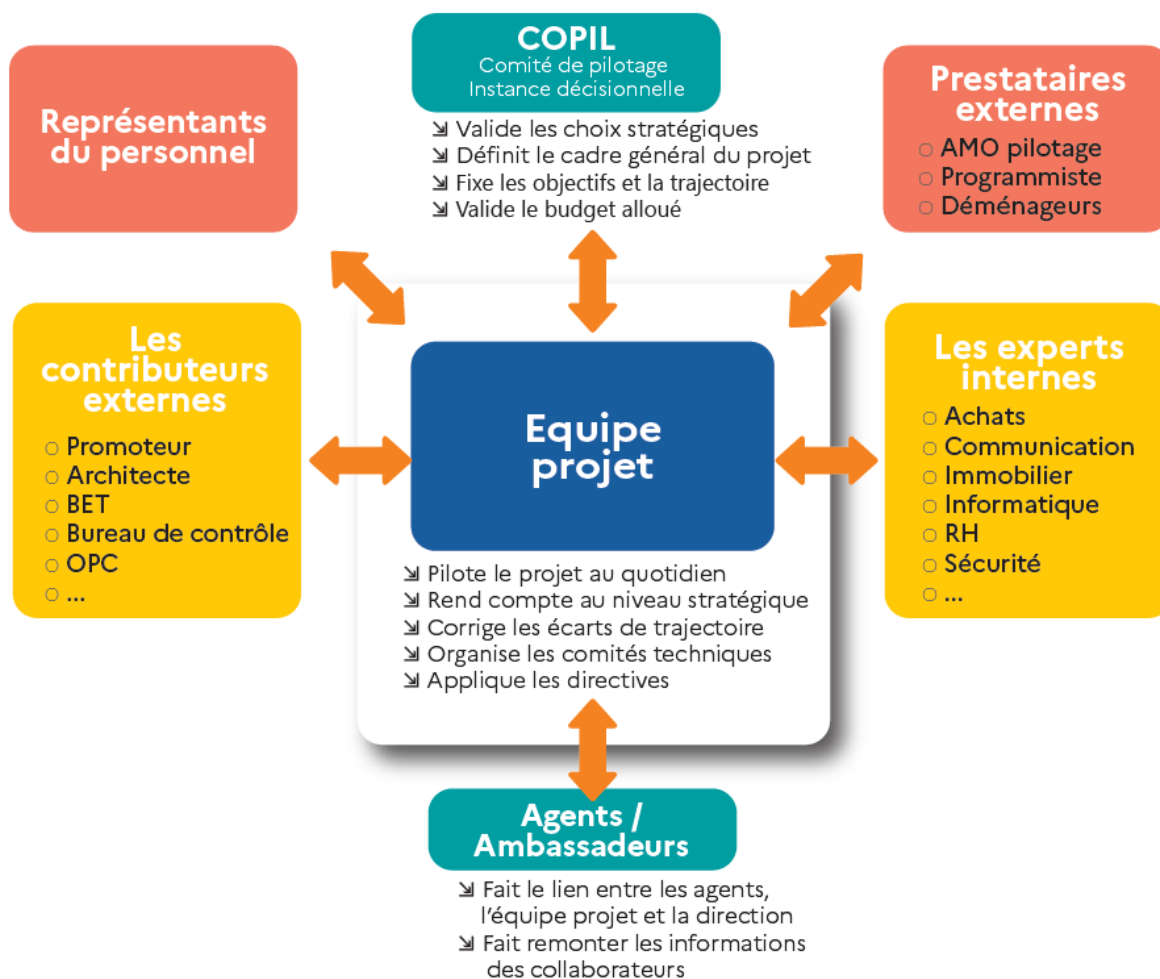 COPIL
Comité de pilotage
Instance décisionnelle
⇲ Valide les choix stratégiques
⇲ Définit le cadre général du projet
⇲ Fixe les objectifs et la trajectoire
⇲ Valide le budget alloué
Représentants
du personnel
Prestataires
externes
○ AMO pilotage
○ Programmiste
○ Déménageurs
Les
contributeurs
externes
○ Promoteur
○ Architecte
○ BET
○ Bureau de contrôle
○ OPC
○ ...
Equipe
projet
⇲ Pilote le projet au quotidien
⇲ Rend compte au niveau stratégique
⇲ Corrige les écarts de trajectoire
⇲ Organise les comités techniques
⇲ Applique les directives
Les experts
internes
○ Achats
○ Communication
○ Immobilier
○ Informatique
○ RH
○ Sécurité
○ ...
Agents /
Ambassadeurs
⇲ Fait le lien entre les agents,
l’équipe projet et la direction
⇲ Fait remonter les informations
des collaborateurs